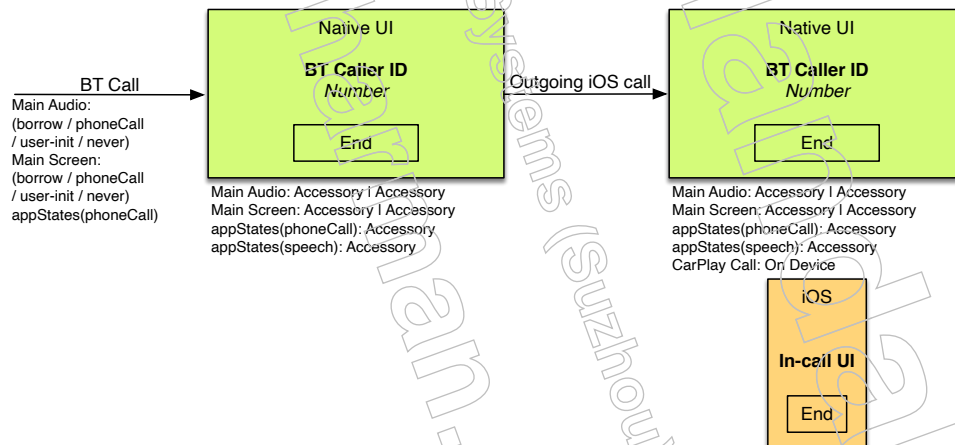 BT Call
Main Audio:
(borrow / phoneCall
/ user-init / never)
Main Screen:
(borrow / phoneCall
/ user-init / never)
appStates(phoneCall)
Native UI
BT Caller ID
Number
End
Main Audio: Accessory | Accessory
Main Screen: Accessory | Accessory
appStates(phoneCall): Accessory
appStates(speech): Accessory
Outgoing iOS call
Native UI
BT Caller ID
Number
End
Main Audio: Accessory | Accessory
Main Screen: Accessory | Accessory
appStates(phoneCall): Accessory
appStates(speech): Accessory
CarPlay Call: On Device
iOS
In-call UI
End
harman
Systems (Suzhou)